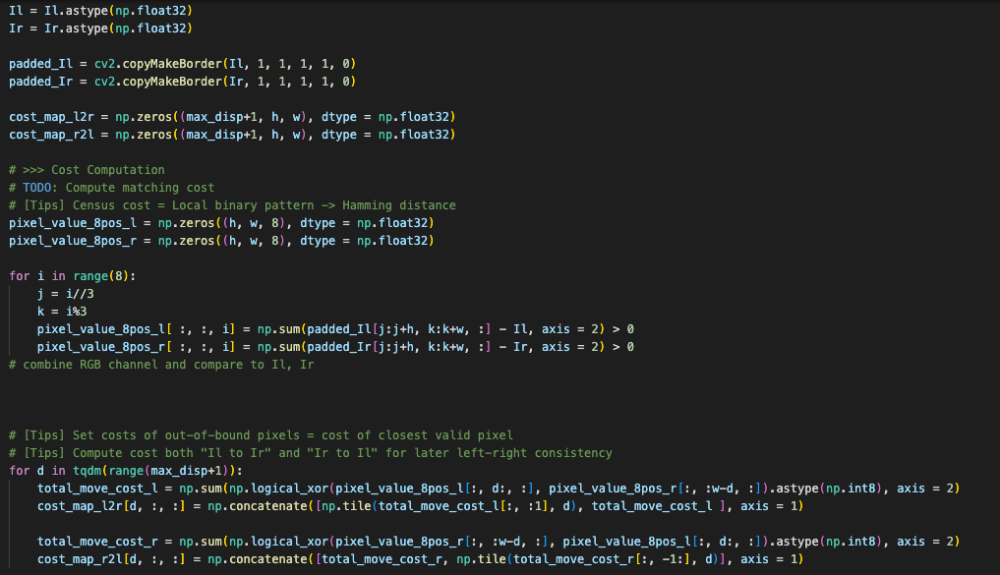 Il = Il.astype(np.float32)
Ir = Ir.astype(np.float32)

padded_Il = cv2.copyMakeBorder(Il, 1, 1, 1, 1, 0)
padded_Ir = cv2.copyMakeBorder(Ir, 1, 1, 1, 1, 0)

cost_map_l2r = np.zeros((max_disp+1, h, w), dtype = np.float32)
cost_map_r2l = np.zeros((max_disp+1, h, w), dtype = np.float32)

# >>> Cost Computation
# TODO: Compute matching cost
# [Tips] Census cost = Local binary pattern -> Hamming distance
pixel_value_8pos_l = np.zeros((h, w, 8), dtype = np.float32)
pixel_value_8pos_r = np.zeros((h, w, 8), dtype = np.float32)

for i in range(8):
    j = i//3
    k = i%3
    pixel_value_8pos_l[ :, :, i] = np.sum(padded_Il[j:j+h, k:k+w, :] - Il, axis = 2) > 0
    pixel_value_8pos_r[ :, :, i] = np.sum(padded_Ir[j:j+h, k:k+w, :] - Ir, axis = 2) > 0
# combine RGB channel and compare to Il, Ir

# [Tips] Set costs of out-of-bound pixels = cost of closest valid pixel
# [Tips] Compute cost both "Il to Ir" and "Ir to Il" for later left-right consistency
for d in tqdm(range(max_disp+1)):
    total_move_cost_l = np.sum(np.logical_xor(pixel_value_8pos_l[:, d:, :], pixel_value_8pos_r[:, :w-d, :]).astype(np.int8), axis = 2)
    cost_map_l2r[d, :, :] = np.concatenate([np.tile(total_move_cost_l[:, :1], d), total_move_cost_l ], axis = 1)

    total_move_cost_r = np.sum(np.logical_xor(pixel_value_8pos_r[:, :w-d, :], pixel_value_8pos_l[:, d:, :]).astype(np.int8), axis = 2)
    cost_map_r2l[d, :, :] = np.concatenate([total_move_cost_r, np.tile(total_move_cost_r[:, -1:], d)], axis = 1)